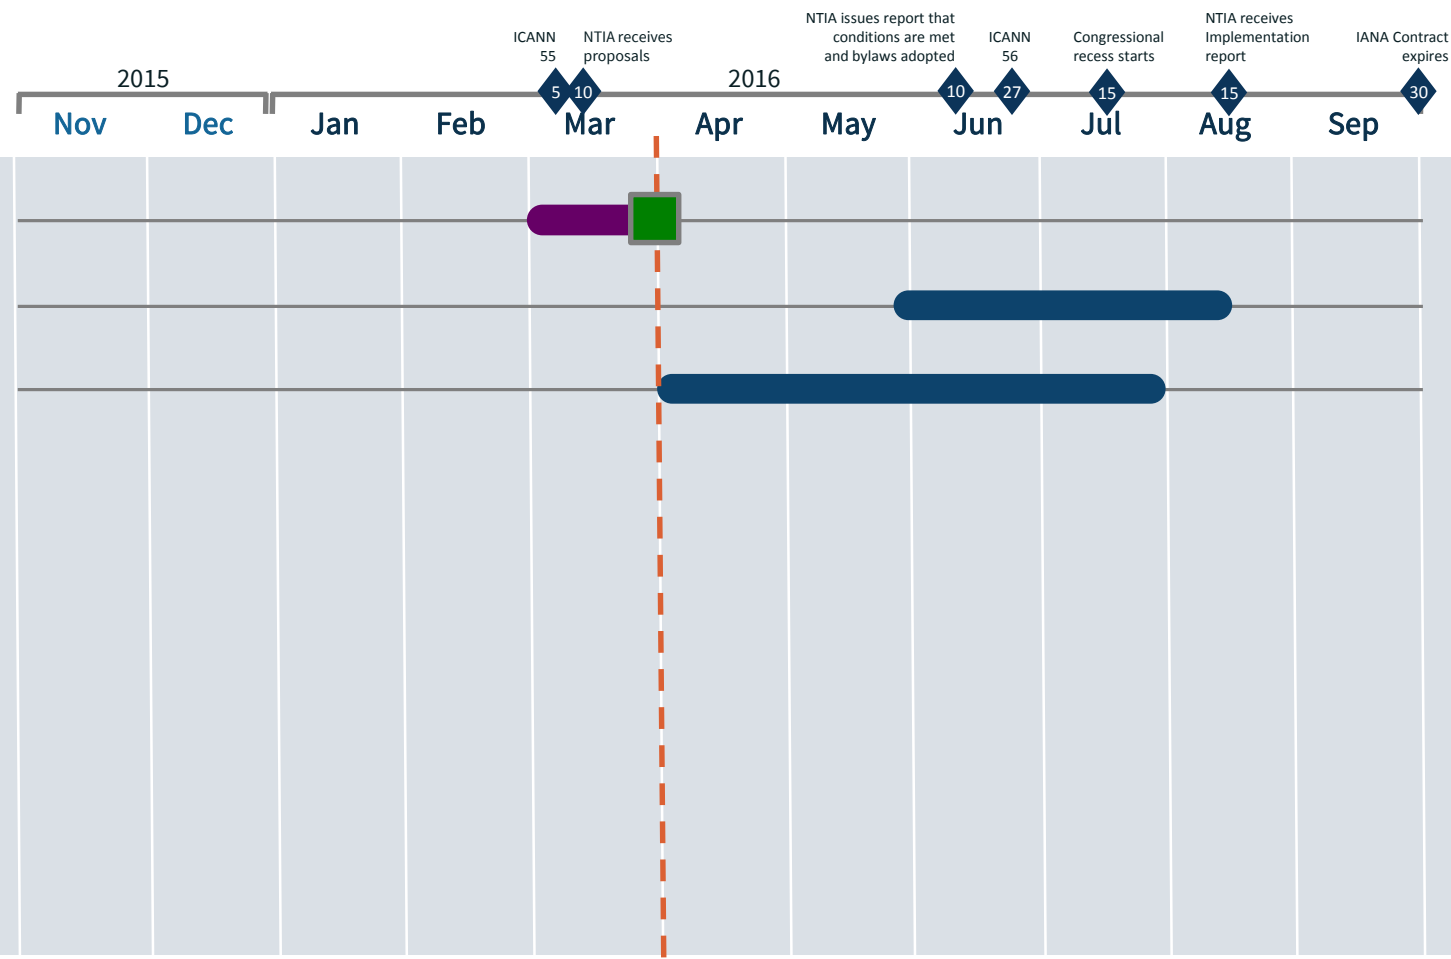 NTIA issues report that
conditions are met
and bylaws adopted
NTIA receives
Implementation
report
ICANN
55
NTIA receives
proposals
ICANN
56
Congressional
recess starts
IANA Contract
expires
2015
2016
5
10
10
27
15
15
30
Nov
Dec
Jan
Feb
Mar
Apr
May
Jun
Jul
Aug
Sep